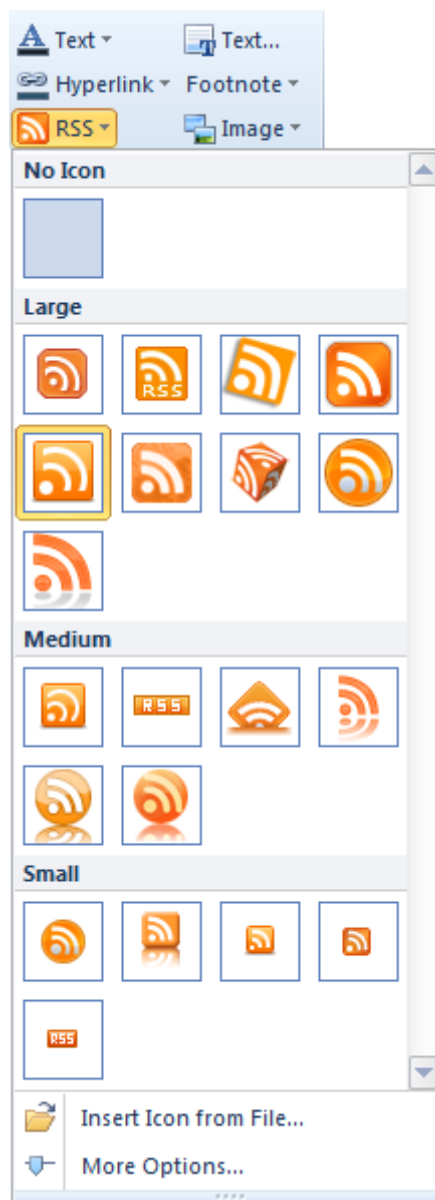 Text Text...
Hyperlink Footnote
RSS Image
No Icon
Large
RSS
Medium
RSS
Small
RSS
Insert Icon from File...
More Options...